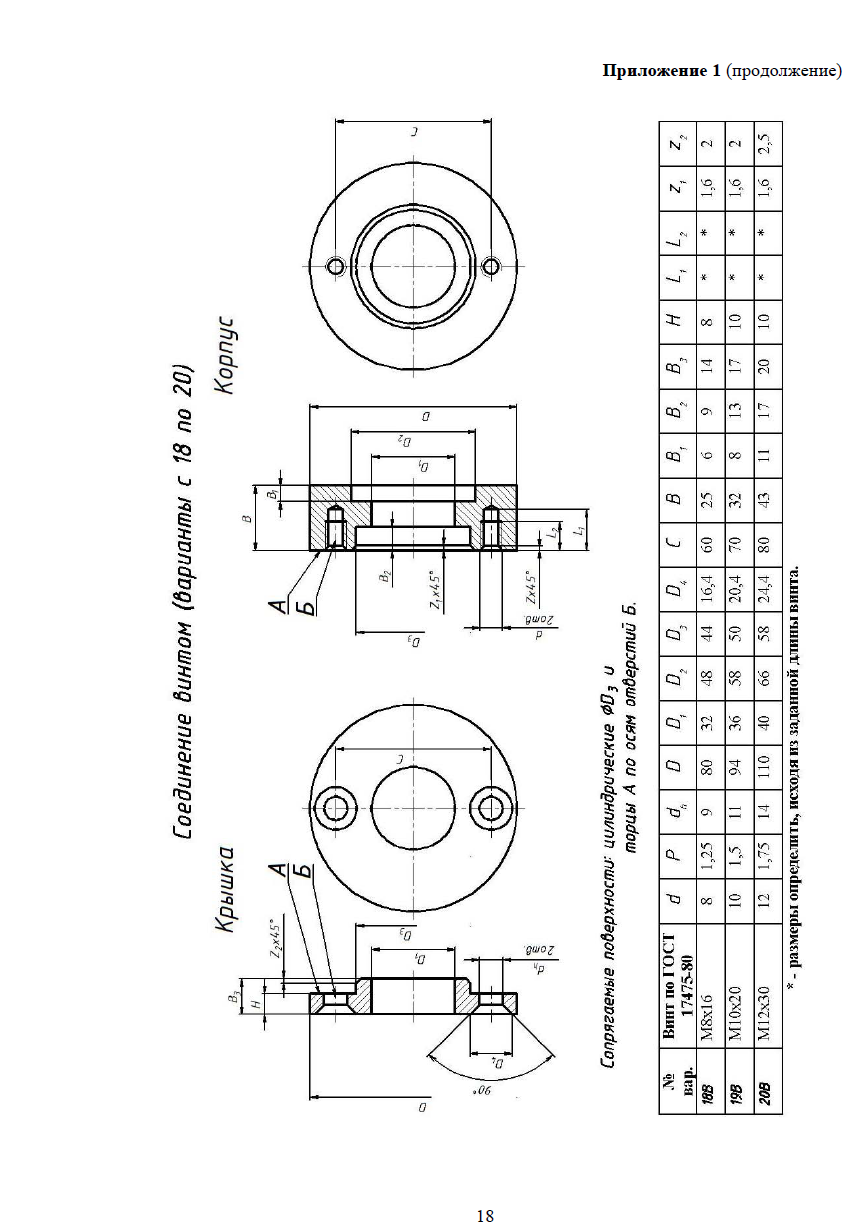 Приложение 1 (продолжение)
Соединение винтом (варианты с 18 по 20)
Крышка
Корпус
А
Б
B₃
H
Z₂x45°
D
90°
D₄
D₁
D₃
dₕ
2отв.
C
А
Б
B
B₁
B₂
Z₁x45°
Zx45°
L₂
L₁
D₃
d
2отв.
D₁
D₂
D
C
Сопрягаемые поверхности: цилиндрические ØD₃ и
торцы А по осям отверстий Б.
№ вар. Винт по ГОСТ 17475-80 d P dₕ D D₁ D₂ D₃ D₄ C B B₁ B₂ B₃ H L₁ L₂ z₁ z₂
18В М8х16 8 1,25 9 80 32 48 44 16,4 60 25 6 9 14 8 * * 1,6 2
19В М10х20 10 1,5 11 94 36 58 50 20,4 70 32 8 13 17 10 * * 1,6 2
20В М12х30 12 1,75 14 110 40 66 58 24,4 80 43 11 17 20 10 * * 1,6 2,5
* - размеры определить, исходя из заданной длины винта.
18